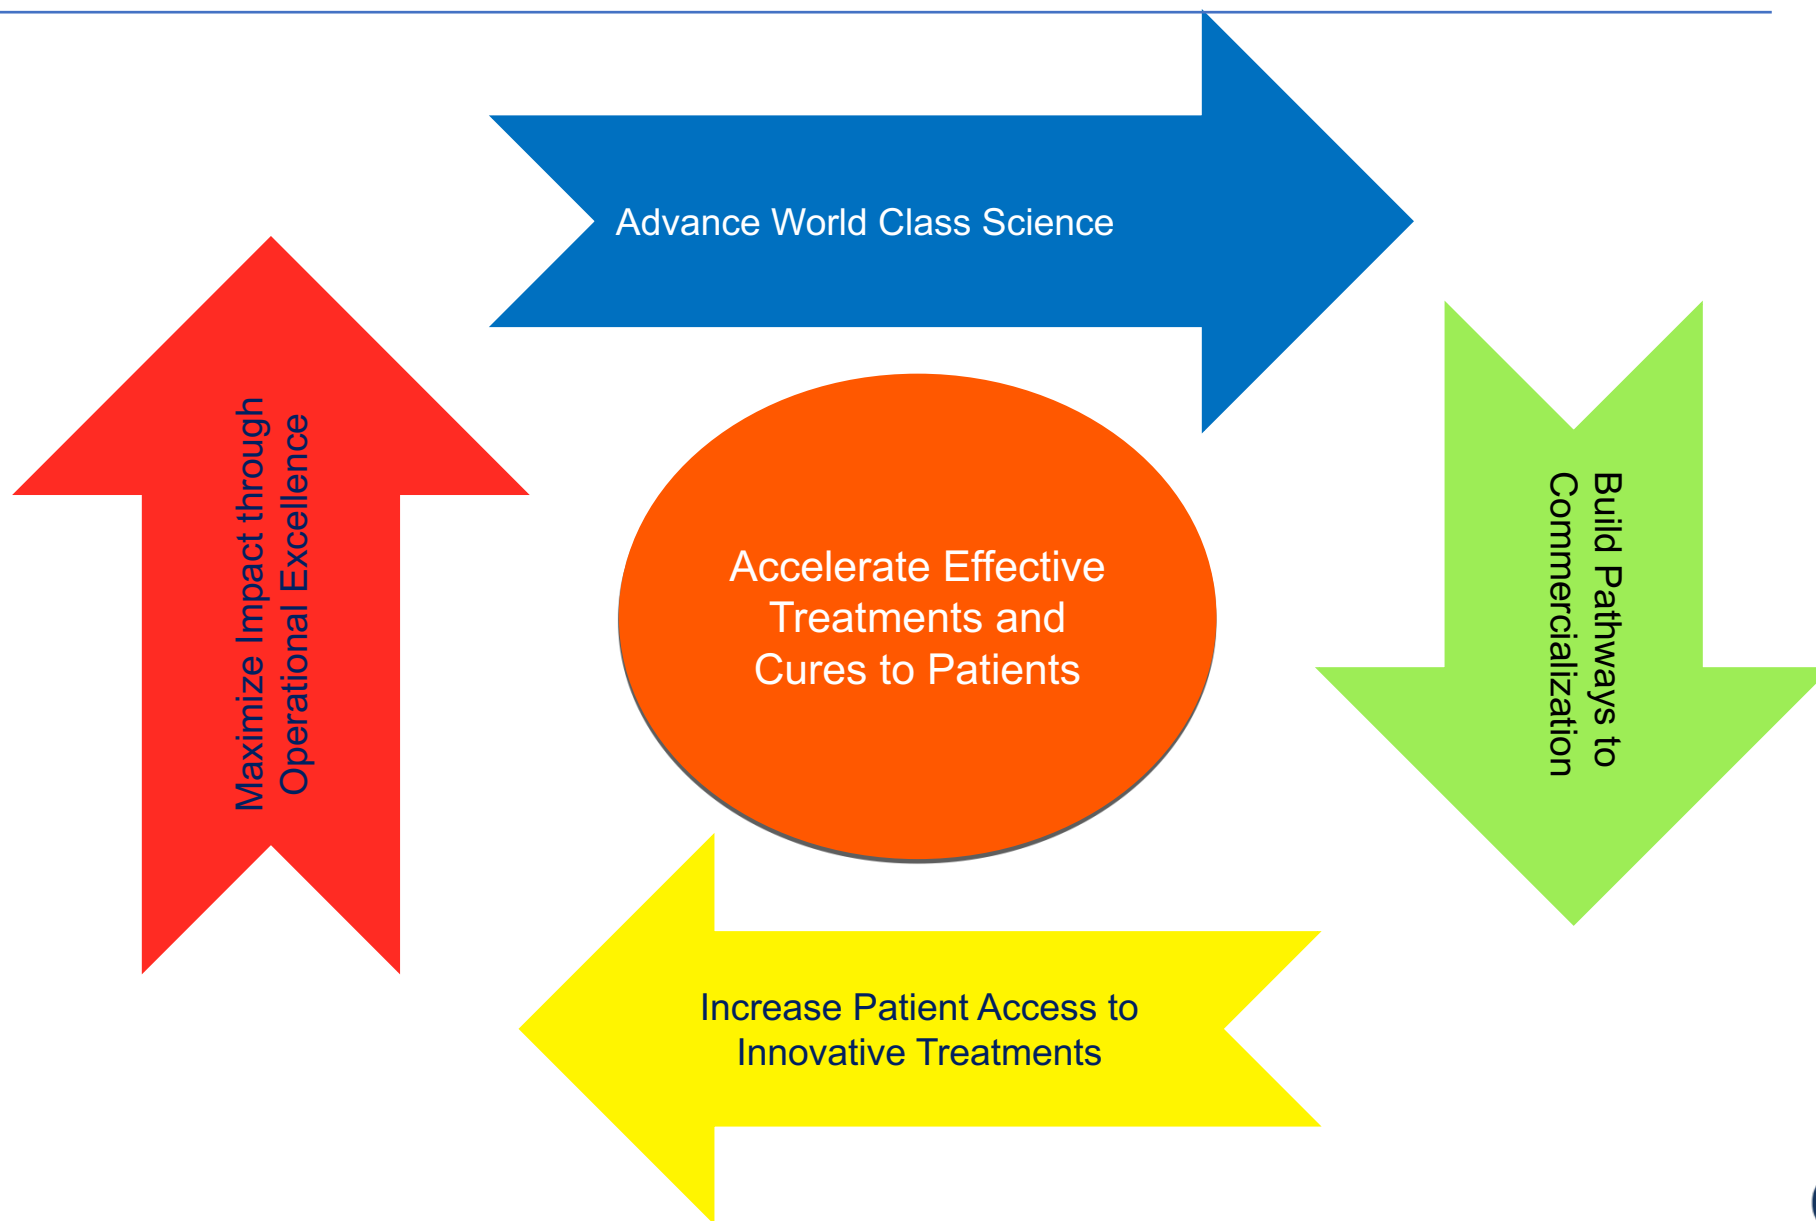 Advance World Class Science
Maximize Impact through
Operational Excellence
Accelerate Effective
Treatments and
Cures to Patients
Build Pathways to
Commercialization
Increase Patient Access to
Innovative Treatments